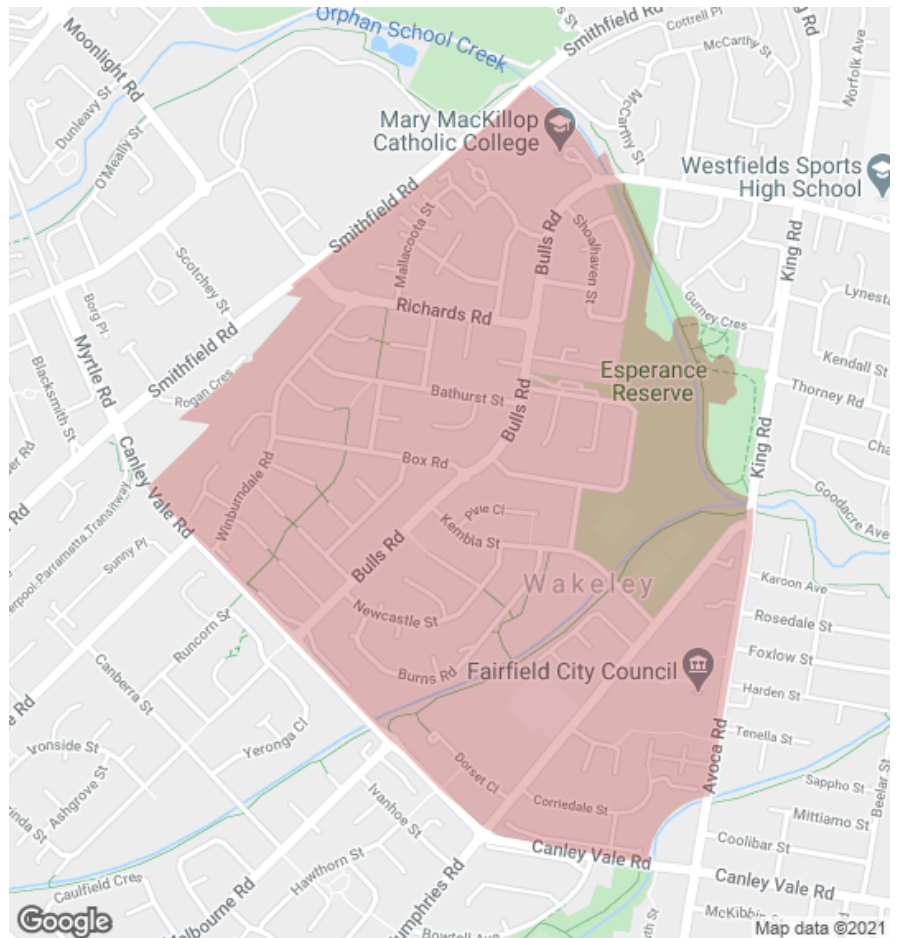 Orphan School Creek
Smithfield Rd
Cottrell Pl
McCarthy St
Moonlight Rd
Norfolk Ave
Dunleavy St
O'Meally St
Mary MacKillop
Catholic College
McCarthy St
Westfields Sports
High School
Smithfield Rd
Mallacoota St
Bulls Rd
Shoalhaven St
King Rd
Scotchey St
Borg Pl
Richards Rd
Gurney Cres
Myrtle Rd
Smithfield Rd
Blacksmith St
Rogan Cres
Esperance
Reserve
Kendall St
Thorney Rd
Bathurst St
Bulls Rd
Canley Vale Rd
Box Rd
King Rd
Winburndale Rd
Goodacre Ave
Pivie Cl
Kembla St
Bulls Rd
Sunny Pl
Wakeley
Karoon Ave
Newcastle St
Rosedale St
Runcorn St
Foxlow St
Burns Rd
Fairfield City Council
Harden St
Canberra St
Tenella St
Yeronga Cl
Avoca Rd
Ironside St
Ashgrove St
Dorset Cl
Sappho St
Beelar St
Ivanhoe St
Corriedale St
Mittiamo St
Coolibar St
Canley Vale Rd
Hawthorn St
Canley Vale Rd
Caulfield Cres
Bowtell Ave
Google
Map data ©2021